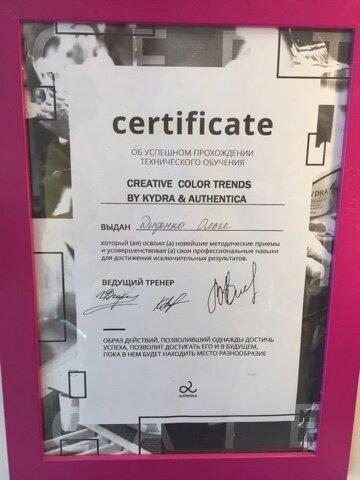 certificate
ОБ УСПЕШНОМ ПРОХОЖДЕНИИ
ТЕХНИЧЕСКОГО ОБУЧЕНИЯ
CREATIVE COLOR TRENDS
BY KYDRA & AUTHENTICA
ВЫДАН Диденко Ольге
который (ая) освоил (а) новейшие методические приемы
и усовершенствовал (а) свои профессиональные навыки
для достижения исключительных результатов.
ВЕДУЩИЙ ТРЕНЕР
ОБРАЗ ДЕЙСТВИЙ, ПОЗВОЛИВШИЙ ОДНАЖДЫ ДОСТИЧЬ
УСПЕХА, ПОЗВОЛИТ ДОСТИГАТЬ ЕГО И В БУДУЩЕМ,
ПОКА В НЕМ БУДЕТ НАХОДИТЬ МЕСТО РАЗНООБРАЗИЕ
authentica